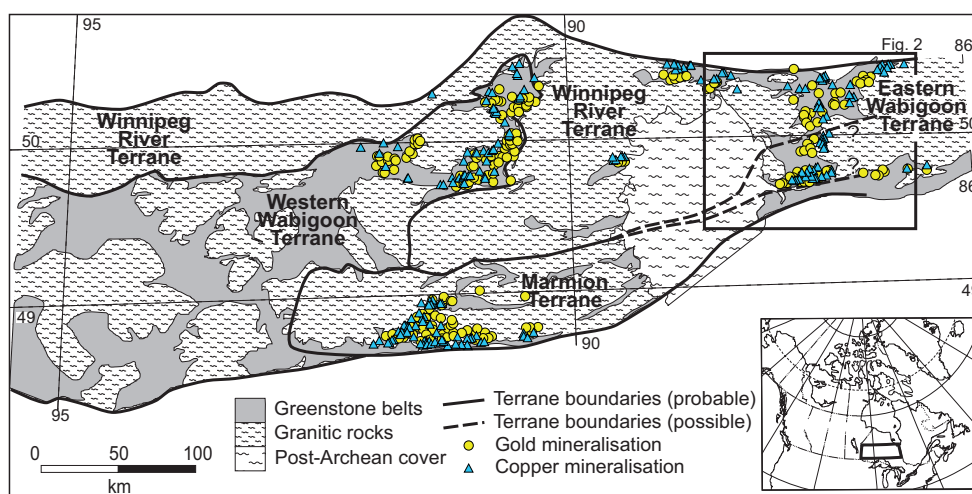 95
90
Fig. 2
86
Winnipeg
River
Terrane
Winnipeg
River
Terrane
Eastern
Wabigoon
Terrane
50
50
?
?
86
Western
Wabigoon
Terrane
Marmion
Terrane
49
49
90
95
Greenstone belts
Granitic rocks
Post-Archean cover
Terrane boundaries (probable)
Terrane boundaries (possible)
Gold mineralisation
Copper mineralisation
0 50 100
km